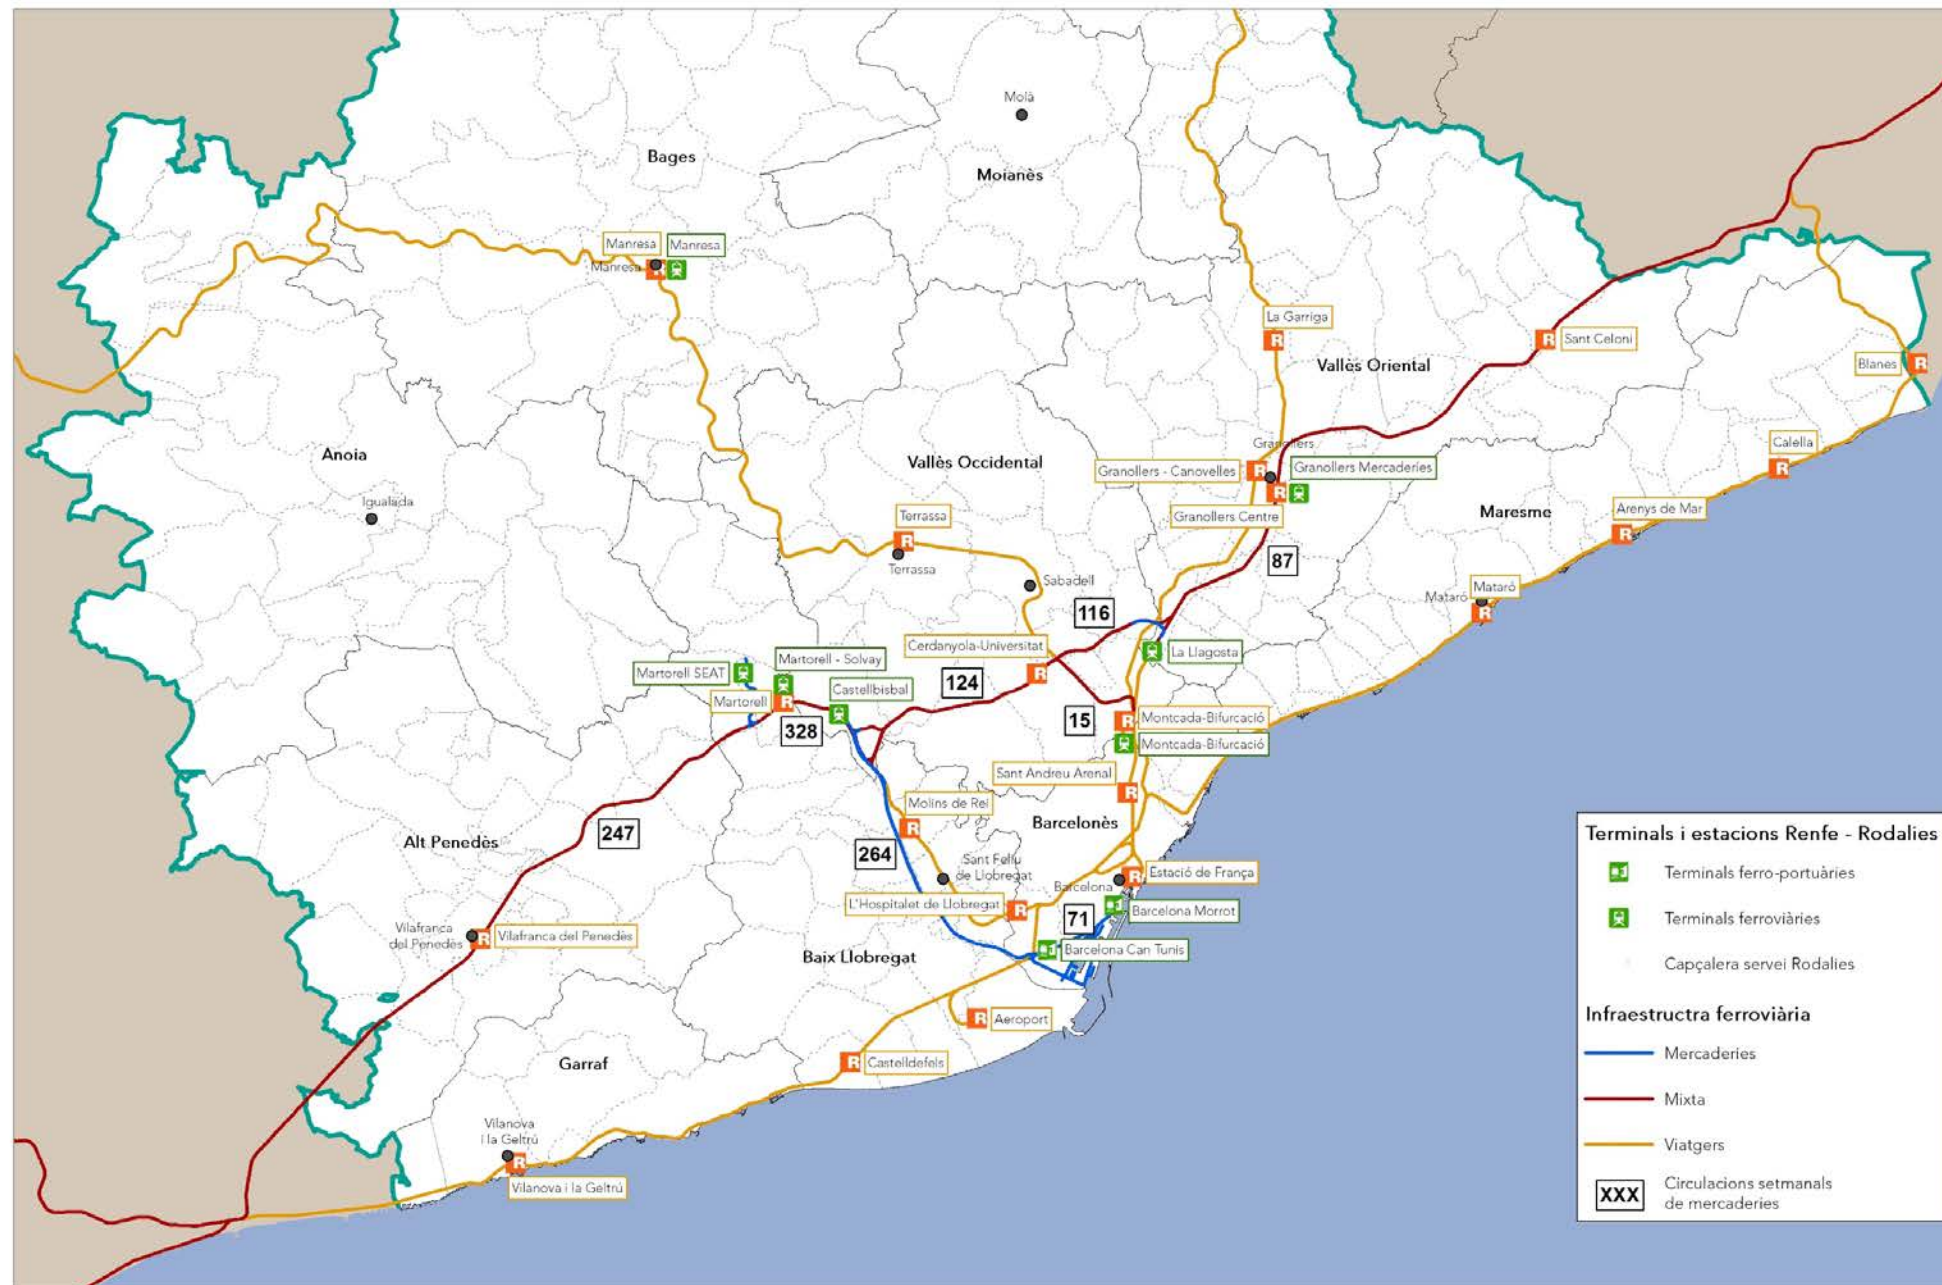 Molà
Bages
Moianès
Manresa
Manresa
Manresa
La Garriga
Sant Celoni
Vallès Oriental
Blanes
Anoia
Vallès Occidental
Granollers
Calella
Granollers - Canovelles
Granollers Mercaderies
Igualada
Maresme
Arenys de Mar
Terrassa
Granollers Centre
Terrassa
87
Sabadell
Mataró
Mataró
116
Cerdanyola-Universitat
La Llagosta
Martorell - Solvay
Martorell SEAT
Castellbisbal
124
Martorell
15
Montcada-Bifurcació
328
Montcada-Bifurcació
Sant Andreu Arenal
Molins de Rei
Barcelonès
247
Alt Penedès
264
Sant Feliu
de Llobregat
Estació de França
Barcelona
L'Hospitalet de Llobregat
71
Barcelona Morrot
Vilafranca
del Penedès
Vilafranca del Penedès
Barcelona Can Tunis
Baix Llobregat
Aeroport
Garraf
Castelldefels
Vilanova
i la Geltrú
Vilanova i la Geltrú
Terminals i estacions Renfe - Rodalies
Terminals ferro-portuàries
Terminals ferroviàries
Capçalera servei Rodalies
Infraestructra ferroviària
Mercaderies
Mixta
Viatgers
XXX
Circulacions setmanals
de mercaderies